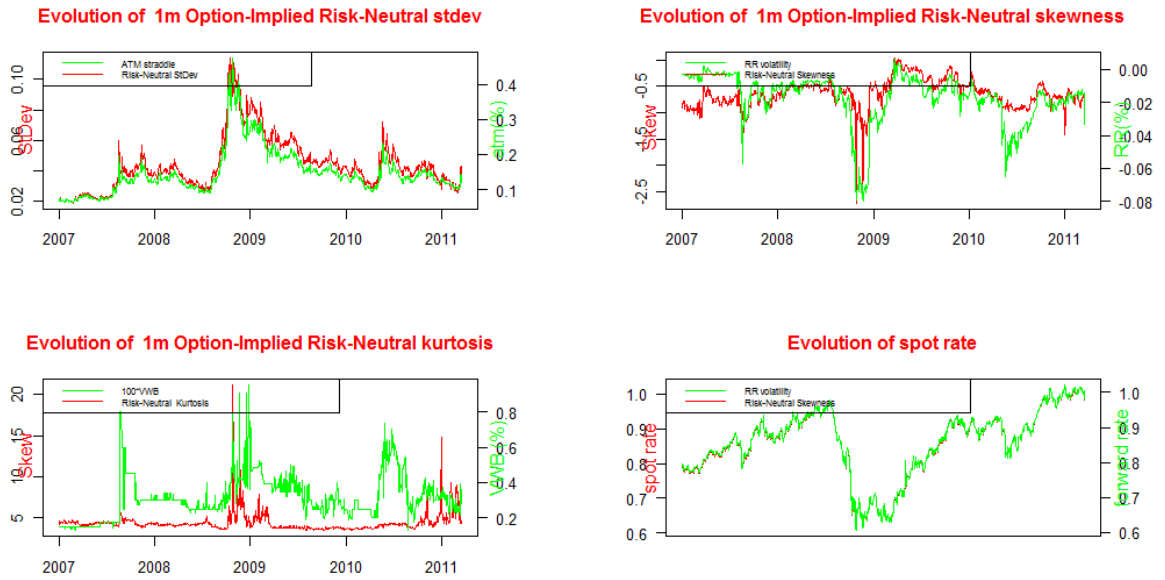 Evolution of 1m Option-Implied Risk-Neutral stdev
ATM straddle
Risk-Neutral StDev
StDev
0.02
0.06
0.10
atm(%)
0.1
0.2
0.3
0.4
2007 2008 2009 2010 2011
Evolution of 1m Option-Implied Risk-Neutral skewness
RR volatility
Risk-Neutral Skewness
Skew
-2.5
-1.5
-0.5
RR(%)
0.00
-0.02
-0.04
-0.06
-0.08
2007 2008 2009 2010 2011
Evolution of 1m Option-Implied Risk-Neutral kurtosis
100*VWB
Risk-Neutral Kurtosis
Skew
5
10
15
20
VWB (%)
0.2
0.4
0.6
0.8
2007 2008 2009 2010 2011
Evolution of spot rate
RR volatility
Risk-Neutral Skewness
spot rate
1.0
0.9
0.8
0.7
0.6
forward rate
1.0
0.9
0.8
0.7
0.6
2007 2008 2009 2010 2011